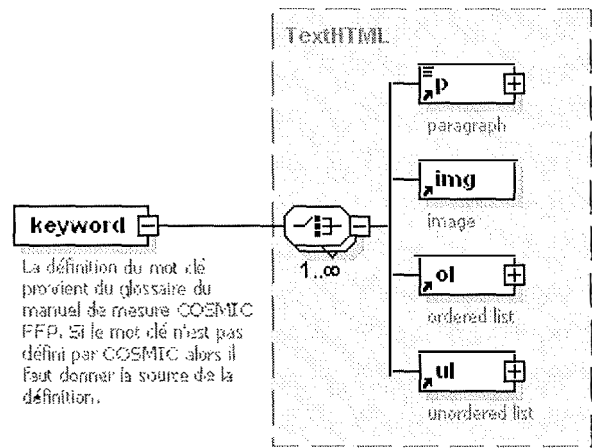 TextHTML
p
paragraph
img
image
keyword
1..∞
La définition du mot clé
provient du glossaire du
manuel de mesure COSMIC
FFP. Si le mot clé n'est pas
défini par COSMIC alors il
faut donner la source de la
définition.
ol
ordered list
ul
unordered list